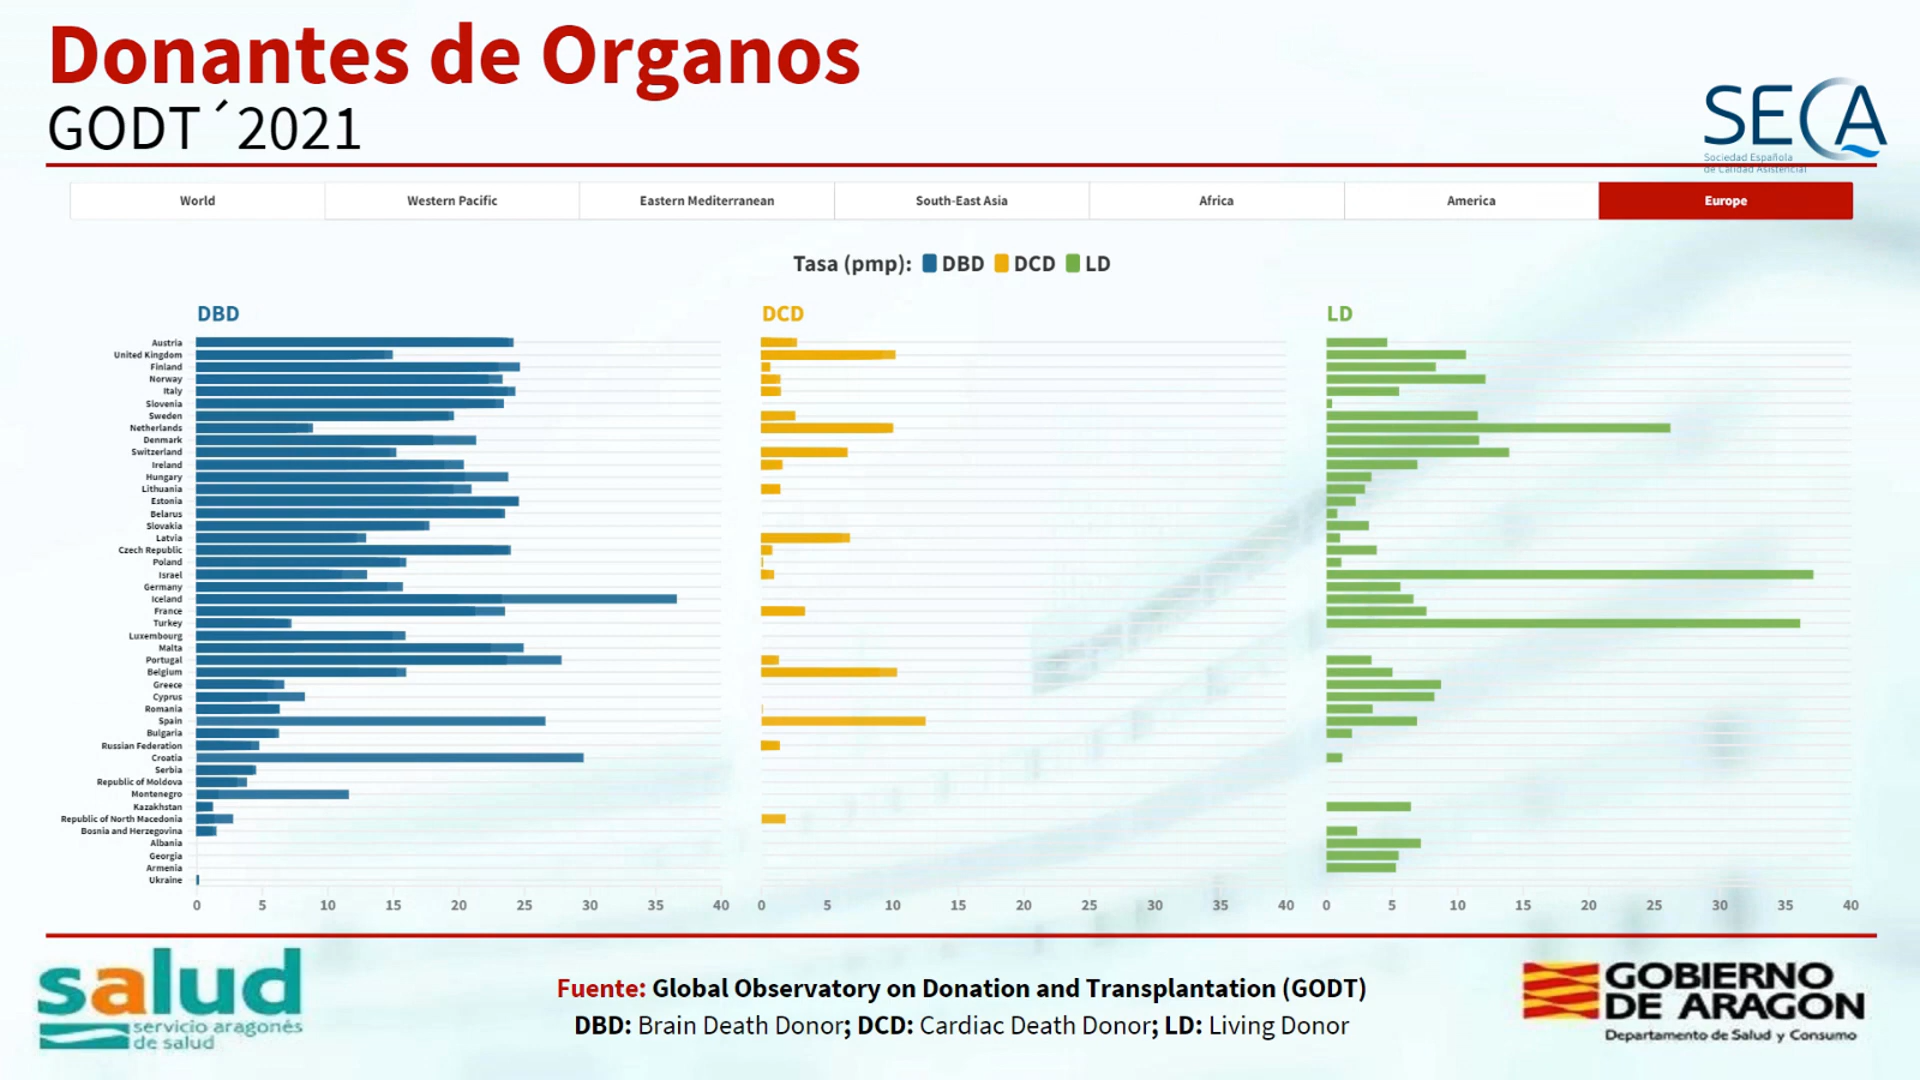 Donantes de Organos
GODT´2021
SECA
Sociedad Española
de Calidad Asistencial
World Western Pacific Eastern Mediterranean South-East Asia Africa America Europe
Tasa (pmp): DBD DCD LD
DBD DCD LD
Austria
United Kingdom
Finland
Norway
Italy
Slovenia
Sweden
Netherlands
Denmark
Switzerland
Ireland
Hungary
Lithuania
Estonia
Belarus
Slovakia
Latvia
Czech Republic
Poland
Israel
Germany
Iceland
France
Turkey
Luxembourg
Malta
Portugal
Belgium
Greece
Cyprus
Romania
Spain
Bulgaria
Russian Federation
Croatia
Serbia
Republic of Moldova
Montenegro
Kazakhstan
Republic of North Macedonia
Bosnia and Herzegovina
Albania
Georgia
Armenia
Ukraine
0 5 10 15 20 25 30 35 40 0 5 10 15 20 25 30 35 40 0 5 10 15 20 25 30 35 40
salud
servicio aragonés
de salud
Fuente: Global Observatory on Donation and Transplantation (GODT)
DBD: Brain Death Donor; DCD: Cardiac Death Donor; LD: Living Donor
GOBIERNO
DE ARAGON
Departamento de Salud y Consumo